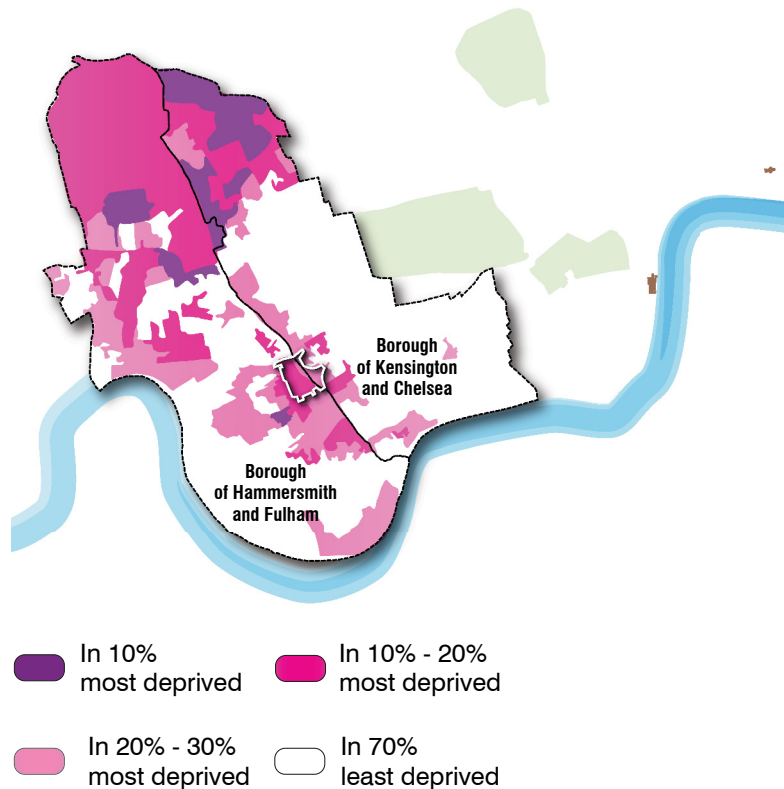 Borough
of Kensington
and Chelsea
Borough
of Hammersmith
and Fulham
In 10%
most deprived
In 10% - 20%
most deprived
In 20% - 30%
most deprived
In 70%
least deprived